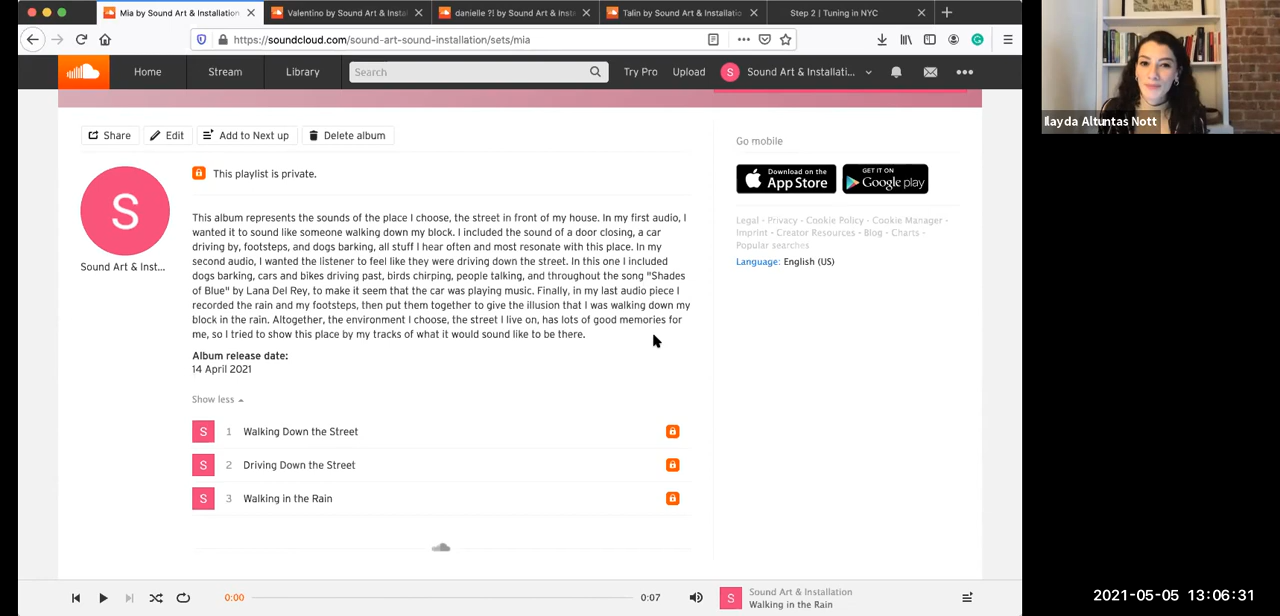 Mia by Sound Art & Installation
Valentino by Sound Art & Insta
danielle ?! by Sound Art & Insta
Talin by Sound Art & Installatio
Step 2 | Tuning in NYC
https://soundcloud.com/sound-art-sound-installation/sets/mia
Home
Stream
Library
Search
Try Pro
Upload
S
Sound Art & Installati...
Share
Edit
Add to Next up
Delete album
Go mobile
S
Sound Art & Inst...
This playlist is private.
This album represents the sounds of the place I choose, the street in front of my house. In my first audio, I
wanted it to sound like someone walking down my block. I included the sound of a door closing, a car
driving by, footsteps, and dogs barking, all stuff I hear often and most resonate with this place. In my
second audio, I wanted the listener to feel like they were driving down the street. In this one I included
dogs barking, cars and bikes driving past, birds chirping, people talking, and throughout the song "Shades
of Blue" by Lana Del Rey, to make it seem that the car was playing music. Finally, in my last audio piece I
recorded the rain and my footsteps, then put them together to give the illusion that I was walking down my
block in the rain. Altogether, the environment I choose, the street I live on, has lots of good memories for
me, so I tried to show this place by my tracks of what it would sound like to be there.
Album release date:
14 April 2021
Show less
S 1 Walking Down the Street
S 2 Driving Down the Street
S 3 Walking in the Rain
Download on the
App Store
GET IT ON
Google play
Legal - Privacy - Cookie Policy - Cookie Manager -
Imprint - Creator Resources - Blog - Charts -
Popular searches
Language: English (US)
0:00
0:07
S
Sound Art & Installation
Walking in the Rain
Ilayda Altuntas Nott
2021-05-05 13:06:31